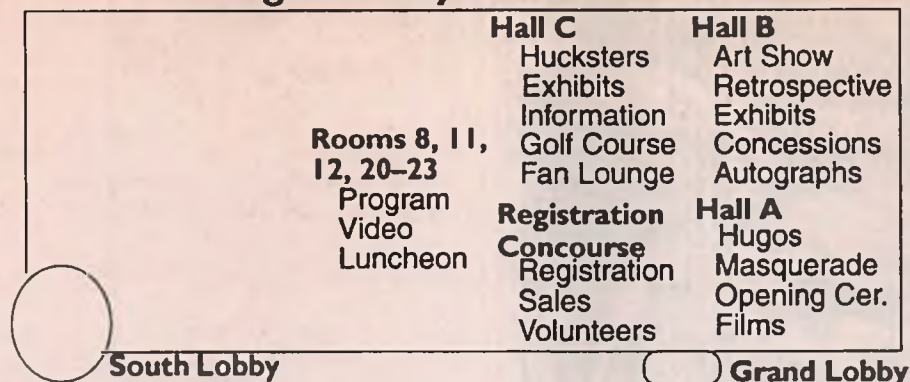 Hall C
Hucksters
Exhibits
Information
Golf Course
Fan Lounge
Hall B
Art Show
Retrospective
Exhibits
Concessions
Autographs
Rooms 8, 11,
12, 20–23
Program
Video
Luncheon
Registration
Concourse
Registration
Sales
Volunteers
Hall A
Hugos
Masquerade
Opening Cer.
Films
South Lobby
Grand Lobby